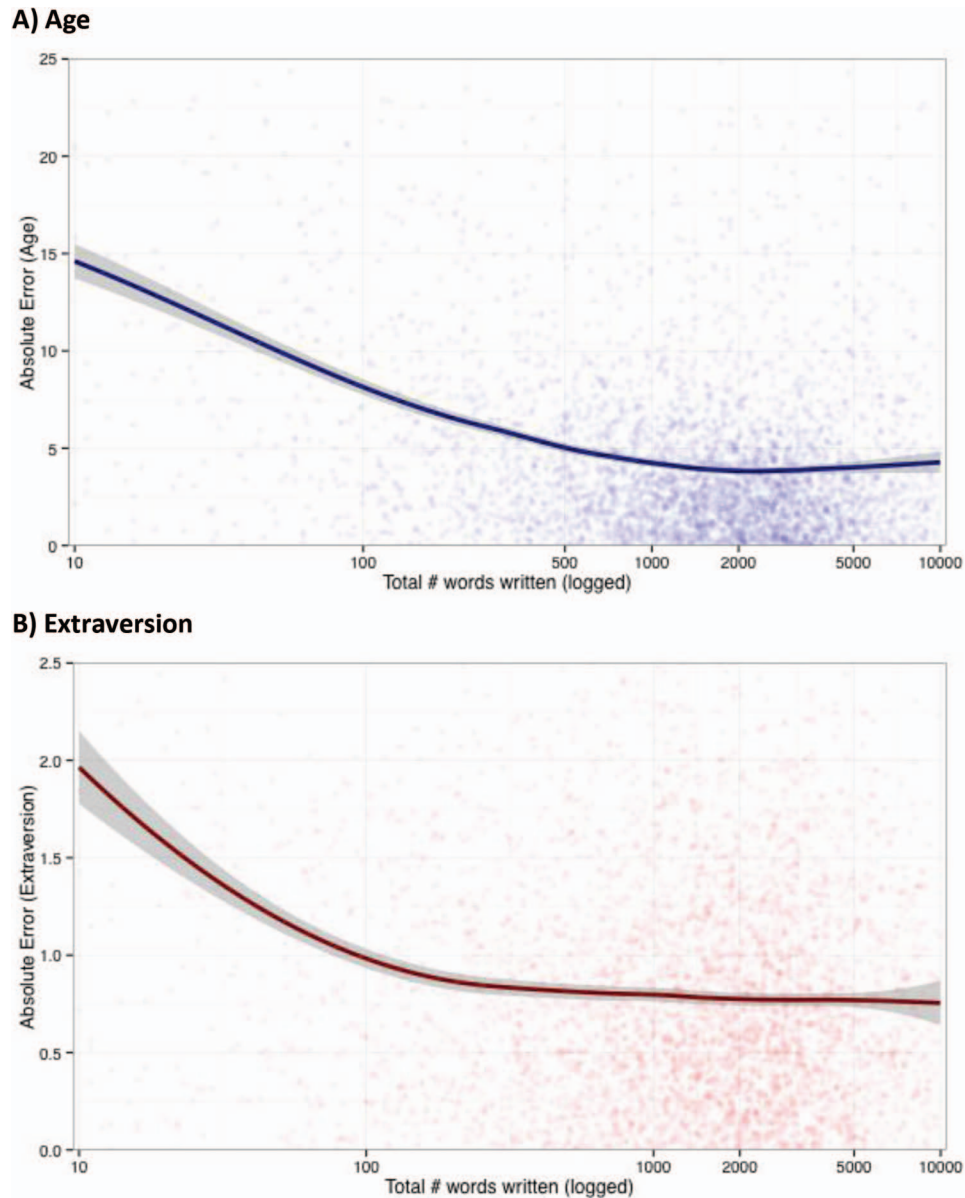 A) Age
25
20
15
10
5
0
Absolute Error (Age)
10 100 500 1000 2000 5000 10000
Total # words written (logged)
B) Extraversion
2.5
2.0
1.5
1.0
0.5
0.0
Absolute Error (Extraversion)
10 100 1000 2000 5000 10000
Total # words written (logged)